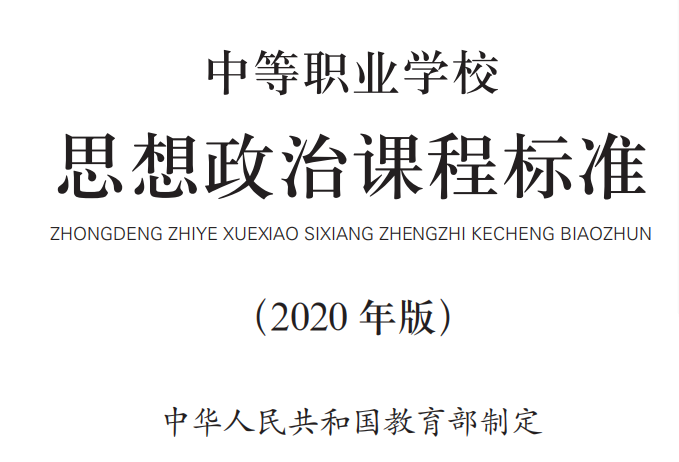 中等职业学校
思想政治课程标准
ZHONGDENG ZHIYE XUEXIAO SIXIANG ZHENGZHI KECHENG BIAOZHUN
（2020 年版）
中华人民共和国教育部制定